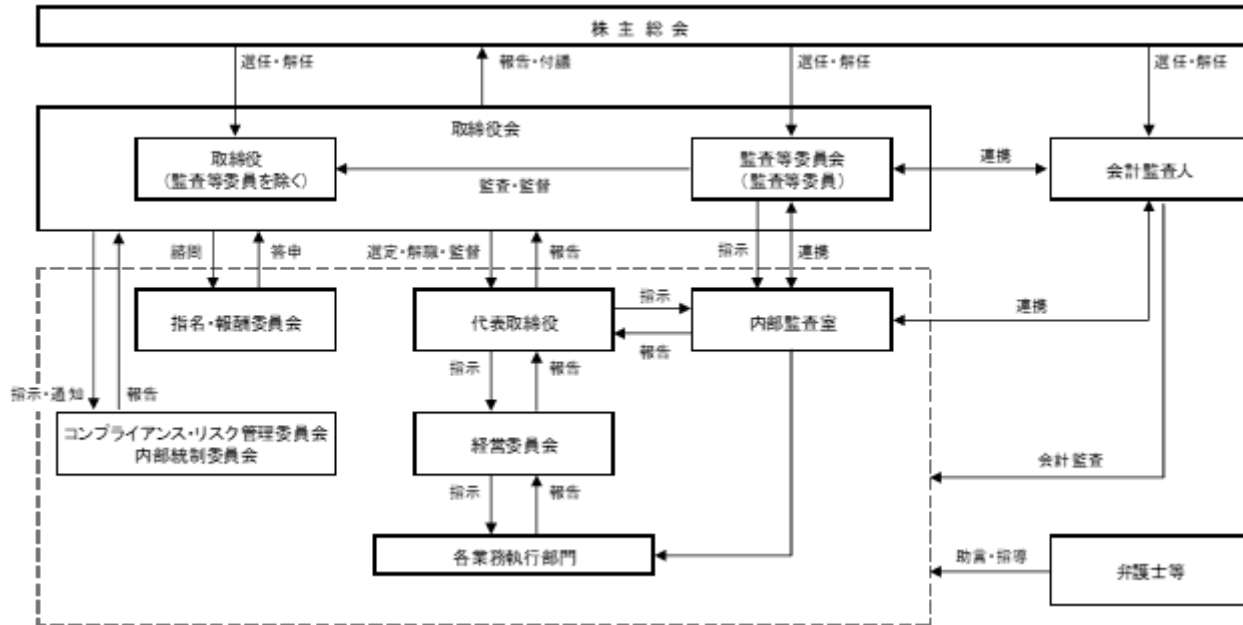 株主総会
選任・解任
報告・付議
選任・解任
選任・解任
取締役会
取締役
(監査等委員を除く)
監査・監督
監査等委員会
(監査等委員)
連携
会計監査人
諮問
答申
選定・解職・監督
報告
指示
連携
指名・報酬委員会
代表取締役
指示
報告
内部監査室
連携
指示・通知
報告
指示
報告
コンプライアンス・リスク管理委員会
内部統制委員会
経営委員会
会計監査
指示
報告
各業務執行部門
助言・指導
弁護士等